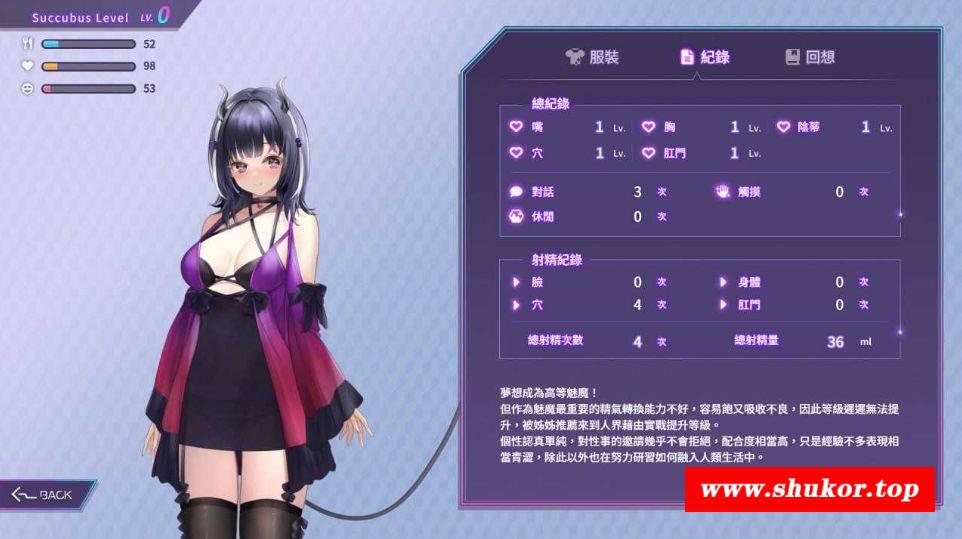 Succubus Level LV. 0
52
98
53
服裝 紀錄 回想
總紀錄
嘴 1 Lv. 胸 1 Lv. 陰蒂 1 Lv.
穴 1 Lv. 肛門 1 Lv.
對話 3 次 觸摸 0 次
休閒 0 次
射精紀錄
臉 0 次 身體 0 次
穴 4 次 肛門 0 次
總射精次數 4 次 總射精量 36 ml
夢想成為高等魅魔！
但作為魅魔最重要的精氣轉換能力不好，容易飽又吸收不良，因此等級遲遲無法提
升，被姊姊推薦來到人界藉由實戰提升等級。
個性認真單純，對性事的邀請幾乎不會拒絕，配合度相當高，只是經驗不多表現相
當青澀，除此以外也在努力研習如何融入人類生活中。
BACK
www.shukor.top